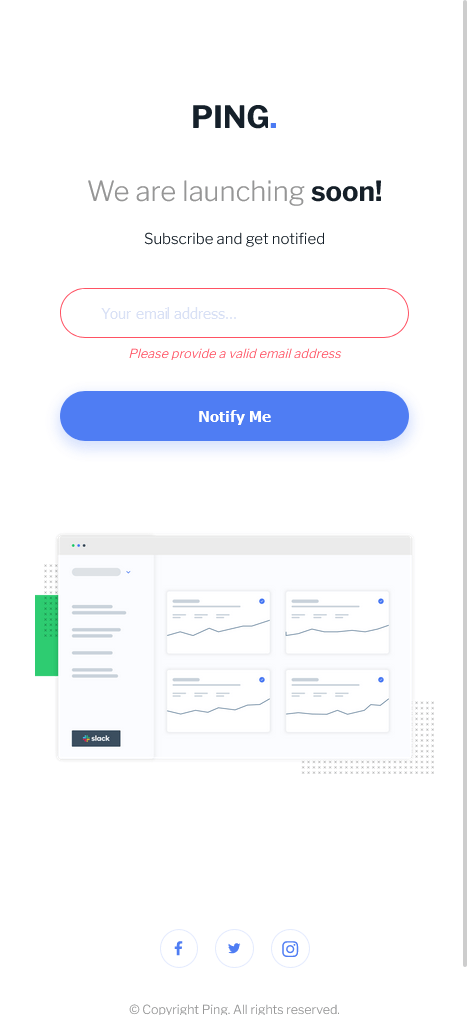 PING.
We are launching soon!
Subscribe and get notified
Your email address...
Please provide a valid email address
Notify Me
slack
© Copyright Ping. All rights reserved.